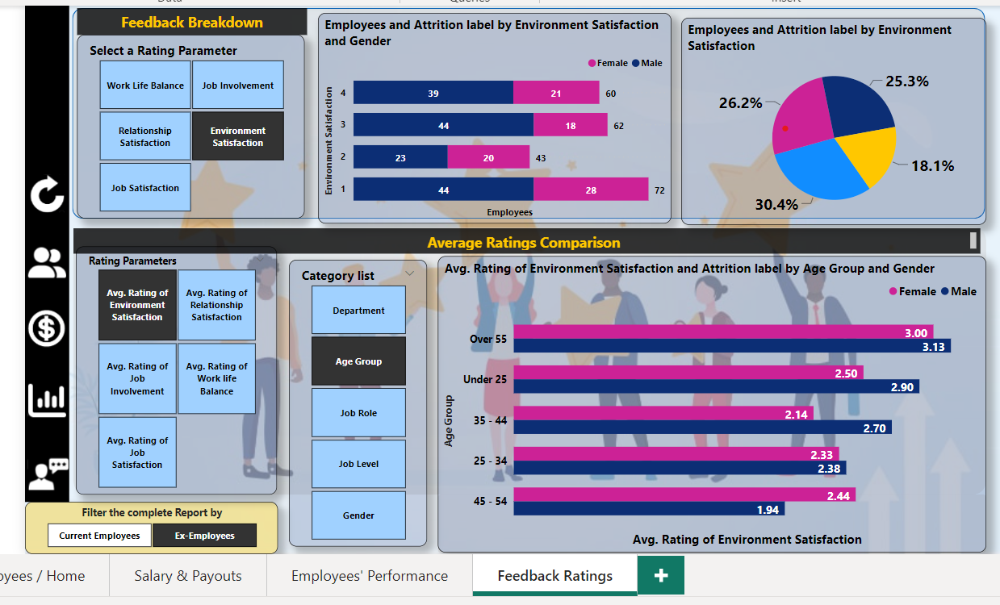 Data
Queries
Insert
Feedback Breakdown
Select a Rating Parameter
Work Life Balance
Job Involvement
Relationship
Satisfaction
Environment
Satisfaction
Job Satisfaction
Employees and Attrition label by Environment Satisfaction
and Gender
Female
Male
Environment Satisfaction
4
39
21
60
3
44
18
62
2
23
20
43
1
44
28
72
Employees
Employees and Attrition label by Environment
Satisfaction
25.3%
26.2%
18.1%
30.4%
Average Ratings Comparison
Rating Parameters
Avg. Rating of
Environment
Satisfaction
Avg. Rating of
Relationship
Satisfaction
Avg. Rating of
Job
Involvement
Avg. Rating of
Work life
Balance
Avg. Rating of
Job
Satisfaction
Category list
Department
Age Group
Job Role
Job Level
Gender
Avg. Rating of Environment Satisfaction and Attrition label by Age Group and Gender
Female
Male
Age Group
Over 55
3.00
3.13
Under 25
2.50
2.90
35 - 44
2.14
2.70
25 - 34
2.33
2.38
45 - 54
2.44
1.94
Avg. Rating of Environment Satisfaction
Filter the complete Report by
Current Employees
Ex-Employees
oyees / Home
Salary & Payouts
Employees' Performance
Feedback Ratings
+